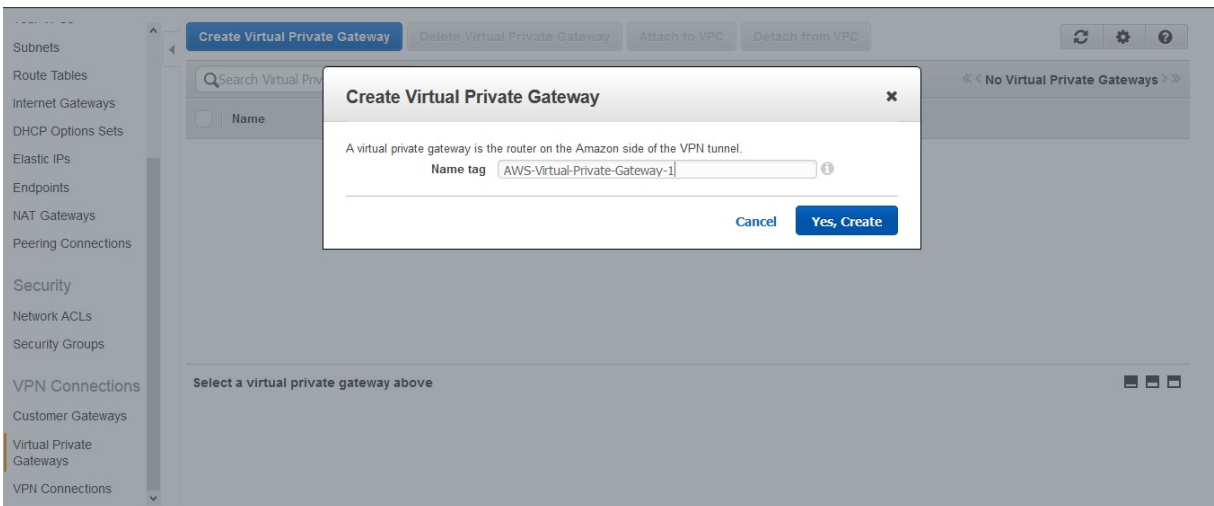 Subnets
Route Tables
Internet Gateways
DHCP Options Sets
Elastic IPs
Endpoints
NAT Gateways
Peering Connections
Security
Network ACLs
Security Groups
VPN Connections
Customer Gateways
Virtual Private
Gateways
VPN Connections
Create Virtual Private Gateway Delete Virtual Private Gateway Attach to VPC Detach from VPC
Search Virtual Priv
« < No Virtual Private Gateways > »
Name
Create Virtual Private Gateway
A virtual private gateway is the router on the Amazon side of the VPN tunnel.
Name tag AWS-Virtual-Private-Gateway-1
Cancel Yes, Create
Select a virtual private gateway above